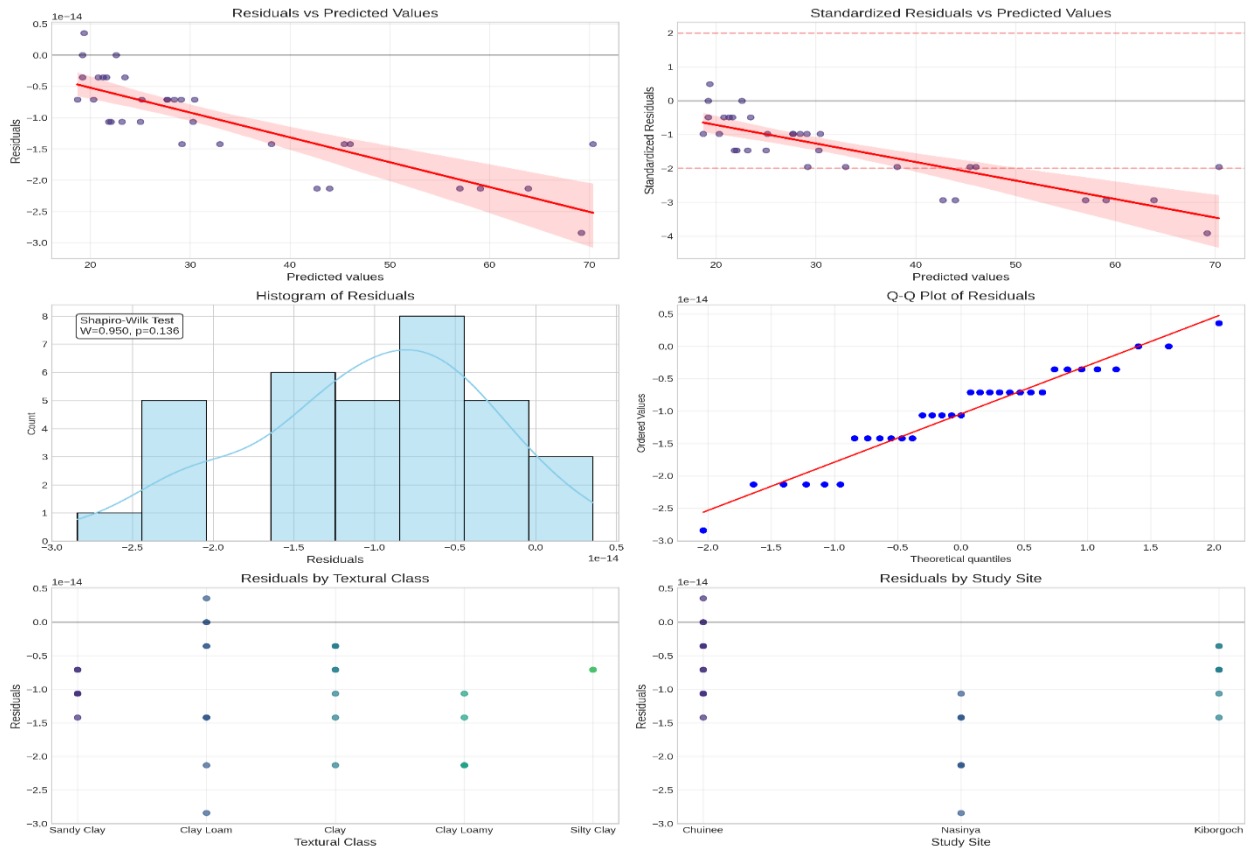 Residuals vs Predicted Values
1e−14
0.5
0.0
−0.5
−1.0
−1.5
−2.0
−2.5
−3.0
Residuals
20
30
40
50
60
70
Predicted values
Standardized Residuals vs Predicted Values
2
1
0
−1
−2
−3
−4
Standardized Residuals
20
30
40
50
60
70
Predicted values
Histogram of Residuals
Shapiro-Wilk Test
W=0.950, p=0.136
8
7
6
5
4
3
2
1
0
Count
−3.0
−2.5
−2.0
−1.5
−1.0
−0.5
0.0
0.5
1e−14
Residuals
Q-Q Plot of Residuals
1e−14
0.5
0.0
−0.5
−1.0
−1.5
−2.0
−2.5
−3.0
Ordered Values
−2.0
−1.5
−1.0
−0.5
0.0
0.5
1.0
1.5
2.0
Theoretical quantiles
Residuals by Textural Class
1e−14
0.5
0.0
−0.5
−1.0
−1.5
−2.0
−2.5
−3.0
Residuals
Sandy Clay
Clay Loam
Clay
Clay Loamy
Silty Clay
Textural Class
Residuals by Study Site
1e−14
0.5
0.0
−0.5
−1.0
−1.5
−2.0
−2.5
−3.0
Residuals
Chuinee
Nasinya
Kiborgoch
Study Site